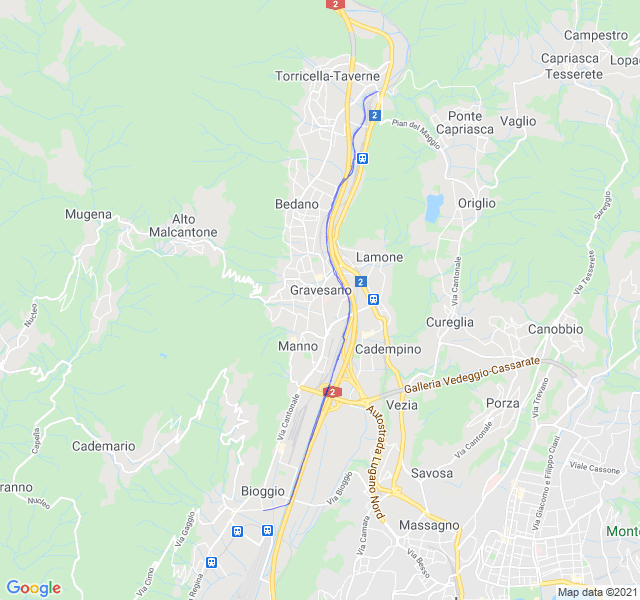 2
Campestro
Capriasca
Tesserete
Lopa
Torricella-Taverne
2
Ponte
Capriasca
Vaglio
Pian del Maggio
Sureggio
Bedano
Origlio
Mugena
Alto
Malcantone
Lamone
Via Tesserete
2
Gravesano
Via Cantonale
Nucleo
Cureglia
Canobbio
Manno
Cadempino
Galleria Vedeggio-Cassarate
2
Via Cantonale
Vezia
Autostrada Lugano Nord
Porza
Via Trevano
Capella
Cademario
Via Cantonale
Via Giacomo e Filippo Ciani
Viale Cassone
Savosa
ranno
Nucleo
Bioggio
Via Bioggio
Via Gaggio
Massagno
Via Camata
Via Besso
Mont
Via Cimo
Via Regina
Google
Map data ©2021